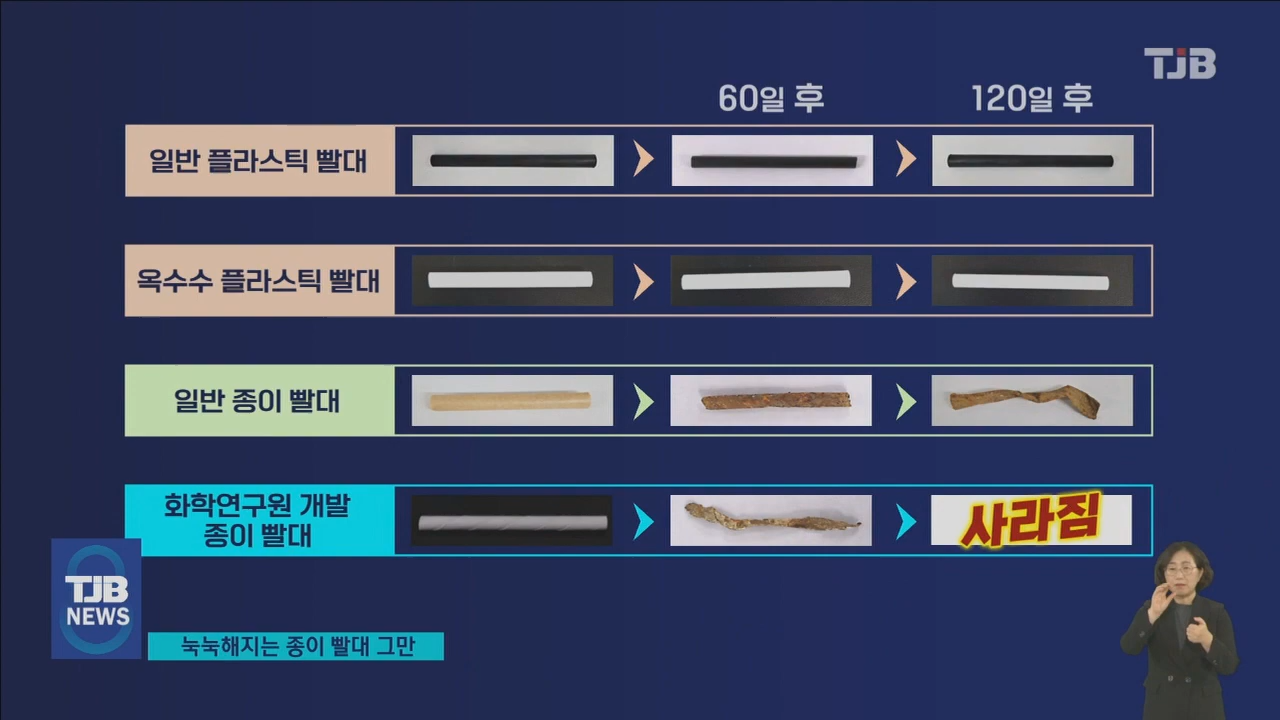 TJB
60일 후
120일 후
일반 플라스틱 빨대
옥수수 플라스틱 빨대
일반 종이 빨대
화학연구원 개발
종이 빨대
사라짐
TJB
NEWS
눅눅해지는 종이 빨대 그만